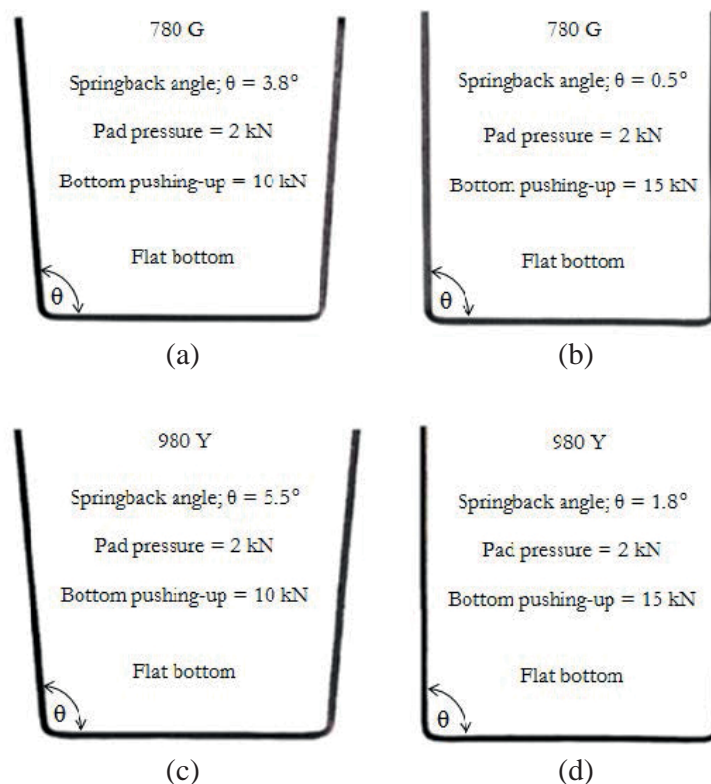 780 G
Springback angle; θ = 3.8°
Pad pressure = 2 kN
Bottom pushing-up = 10 kN
Flat bottom
θ
(a)
780 G
Springback angle; θ = 0.5°
Pad pressure = 2 kN
Bottom pushing-up = 15 kN
Flat bottom
θ
(b)
980 Y
Springback angle; θ = 5.5°
Pad pressure = 2 kN
Bottom pushing-up = 10 kN
Flat bottom
θ
(c)
980 Y
Springback angle; θ = 1.8°
Pad pressure = 2 kN
Bottom pushing-up = 15 kN
Flat bottom
θ
(d)